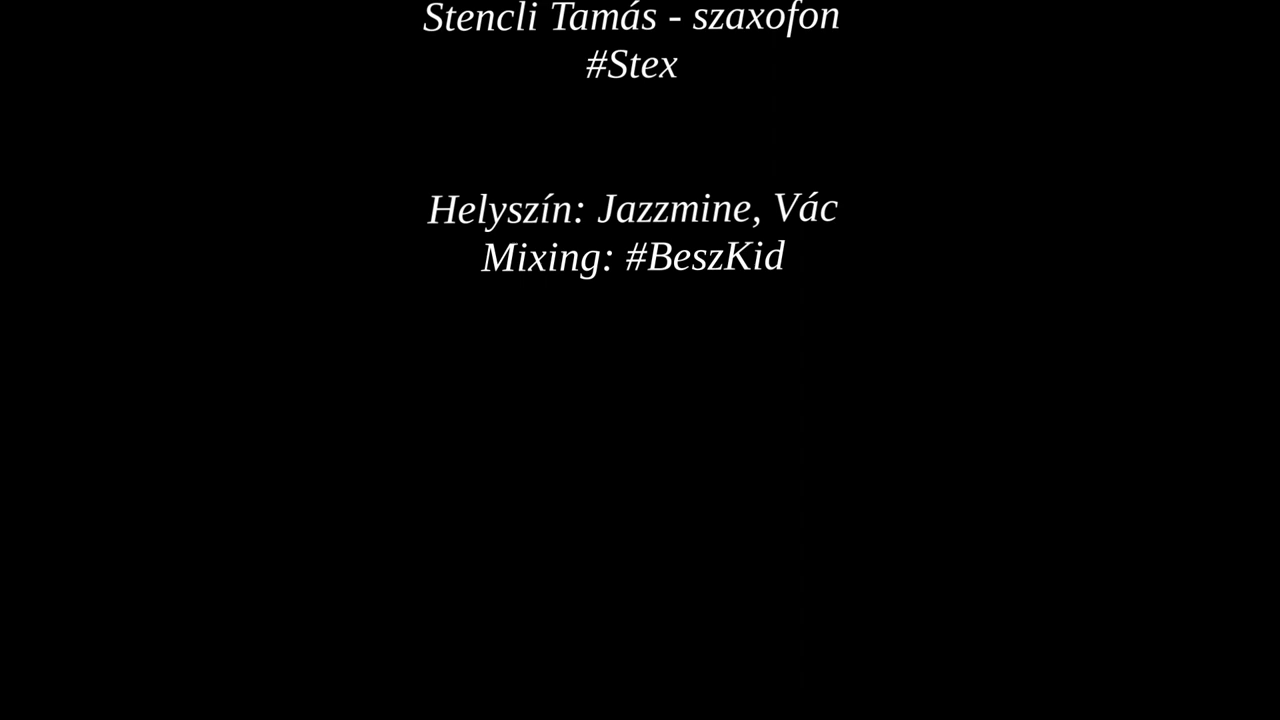 Stencli Tamás - szaxofon
#Stex
Helyszín: Jazzmine, Vác
Mixing: #BeszKid